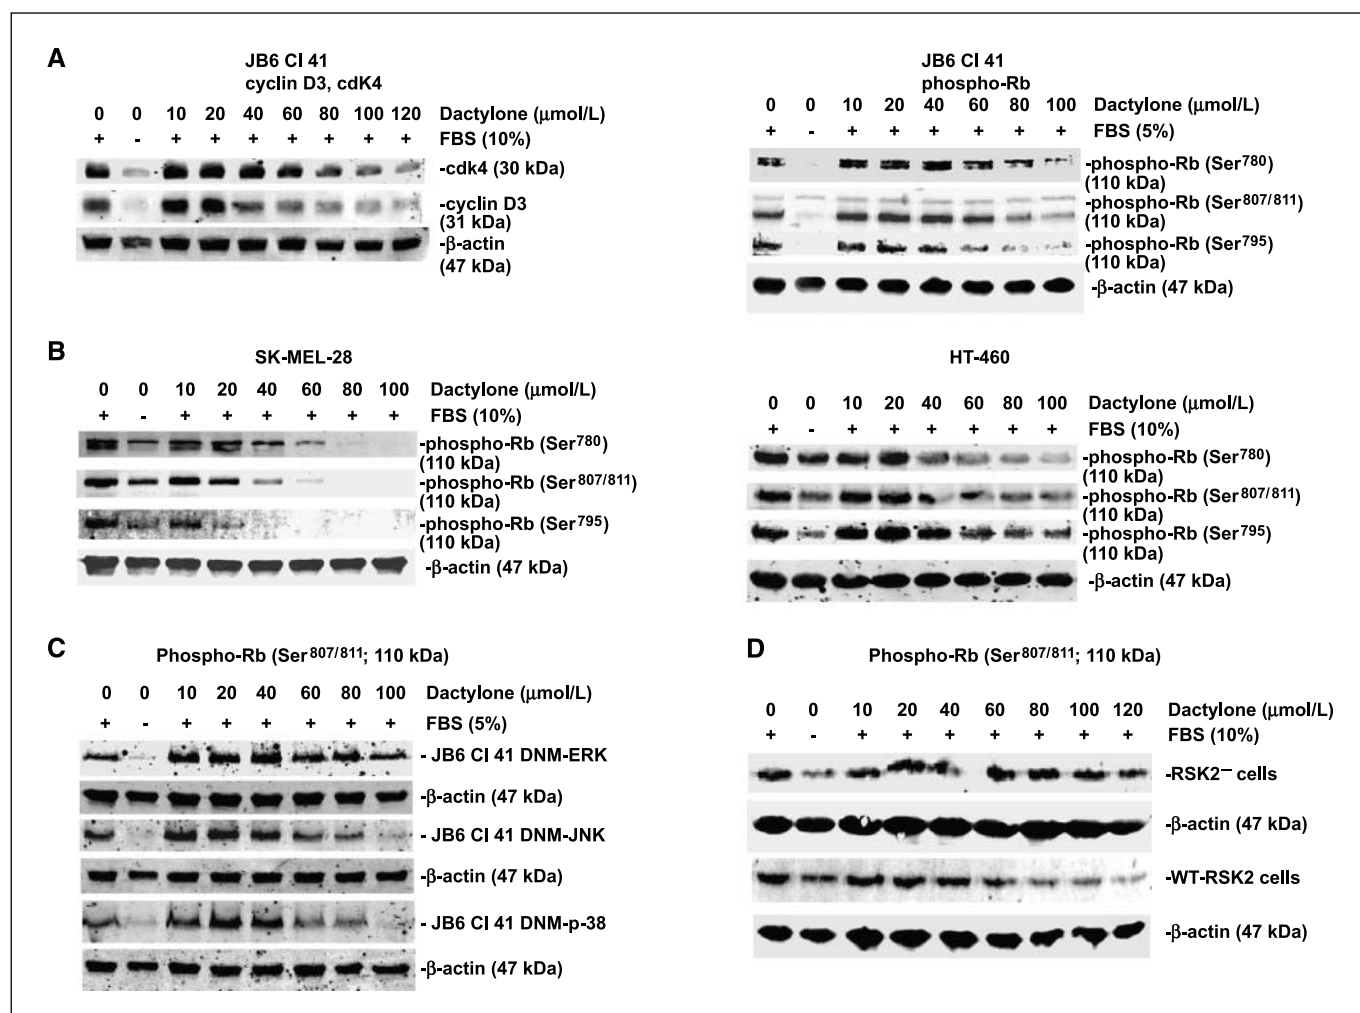 A
JB6 Cl 41
cyclin D3, cdK4
0 0 10 20 40 60 80 100 120 Dactylone (μmol/L)
+ - + + + + + + + FBS (10%)
-cdk4 (30 kDa)
-cyclin D3
(31 kDa)
-β-actin
(47 kDa)
JB6 Cl 41
phospho-Rb
0 0 10 20 40 60 80 100 Dactylone (μmol/L)
+ - + + + + + + FBS (5%)
-phospho-Rb (Ser780)
(110 kDa)
-phospho-Rb (Ser807/811)
(110 kDa)
-phospho-Rb (Ser795)
(110 kDa)
-β-actin (47 kDa)
B
SK-MEL-28
0 0 10 20 40 60 80 100 Dactylone (μmol/L)
+ - + + + + + + FBS (10%)
-phospho-Rb (Ser780)
(110 kDa)
-phospho-Rb (Ser807/811)
(110 kDa)
-phospho-Rb (Ser795)
(110 kDa)
-β-actin (47 kDa)
HT-460
0 0 10 20 40 60 80 100 Dactylone (μmol/L)
+ - + + + + + + FBS (10%)
-phospho-Rb (Ser780)
(110 kDa)
-phospho-Rb (Ser807/811)
(110 kDa)
-phospho-Rb (Ser795)
(110 kDa)
-β-actin (47 kDa)
C
Phospho-Rb (Ser807/811; 110 kDa)
0 0 10 20 40 60 80 100 Dactylone (μmol/L)
+ - + + + + + + FBS (5%)
- JB6 Cl 41 DNM-ERK
-β-actin (47 kDa)
- JB6 Cl 41 DNM-JNK
-β-actin (47 kDa)
- JB6 Cl 41 DNM-p-38
-β-actin (47 kDa)
D
Phospho-Rb (Ser807/811; 110 kDa)
0 0 10 20 40 60 80 100 120 Dactylone (μmol/L)
+ - + + + + + + + FBS (10%)
-RSK2− cells
-β-actin (47 kDa)
-WT-RSK2 cells
-β-actin (47 kDa)